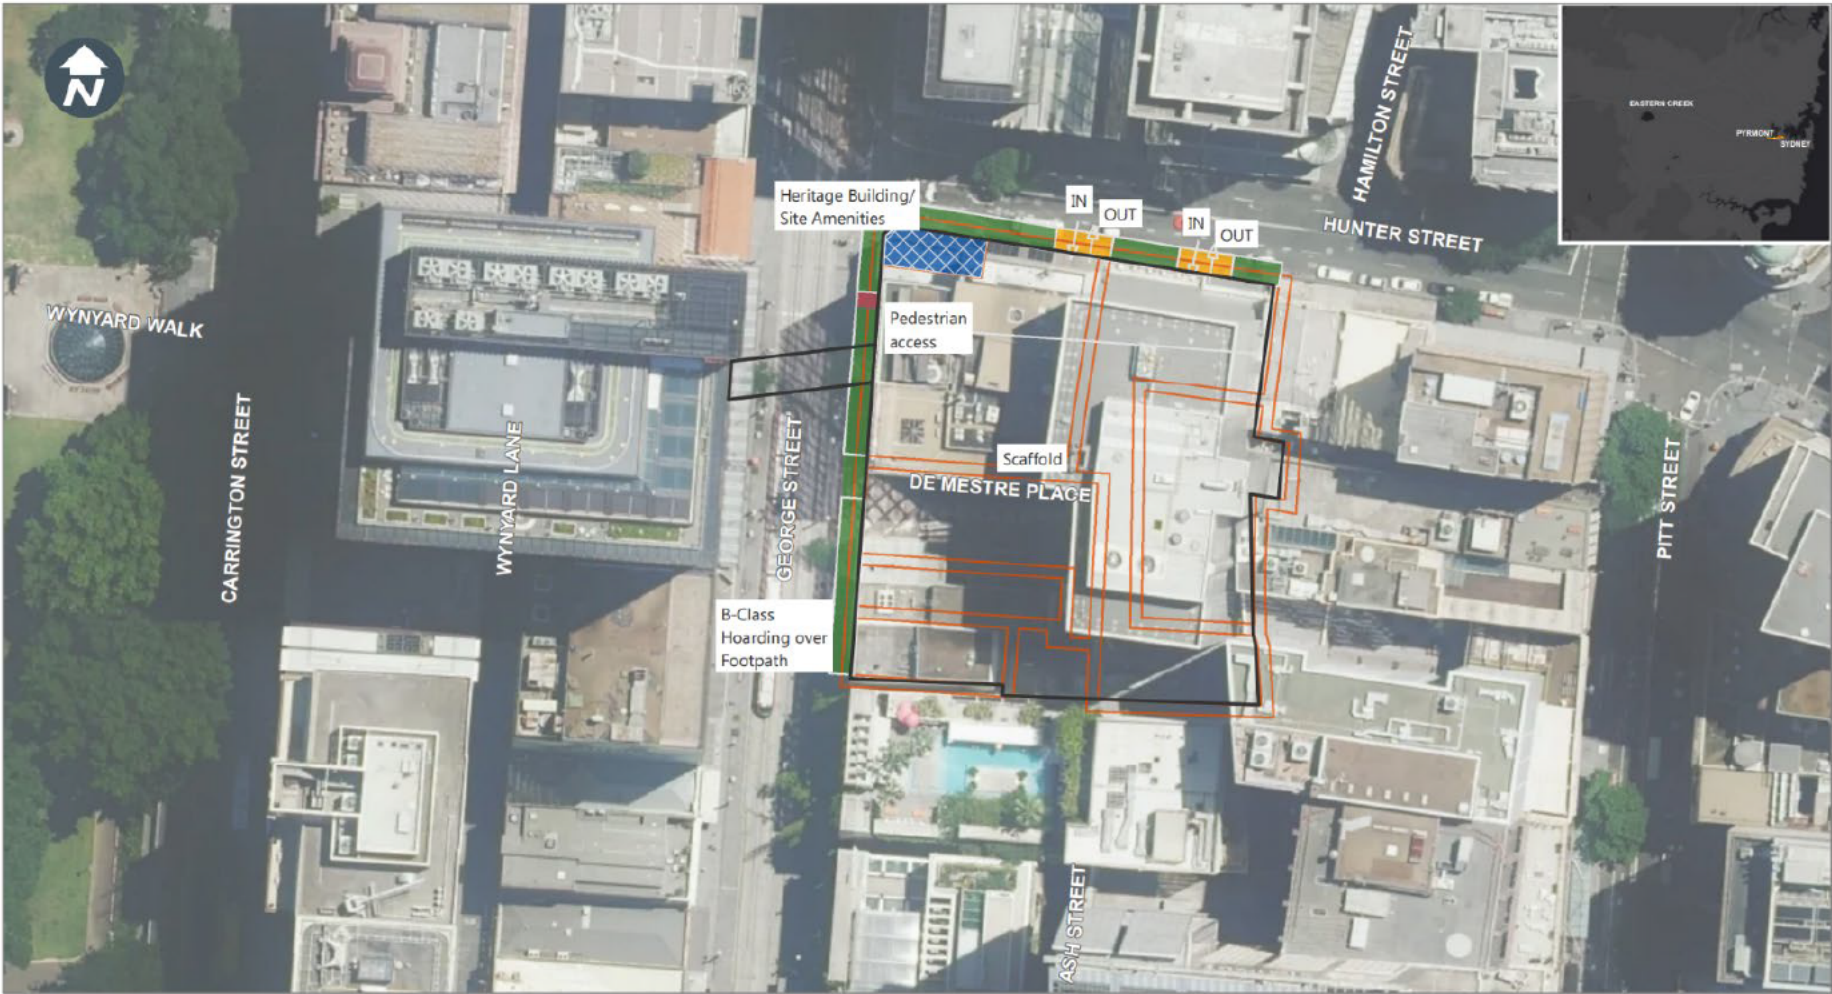 N
EASTERN CREEK
PYRMONT
SYDNEY
HAMILTON STREET
Heritage Building/
Site Amenities
IN
OUT
IN
OUT
HUNTER STREET
WYNYARD WALK
Pedestrian
access
CARRINGTON STREET
WYNYARD LANE
GEORGE STREET
Scaffold
DE MESTRE PLACE
PITT STREET
B-Class
Hoarding over
Footpath
ASH STREET